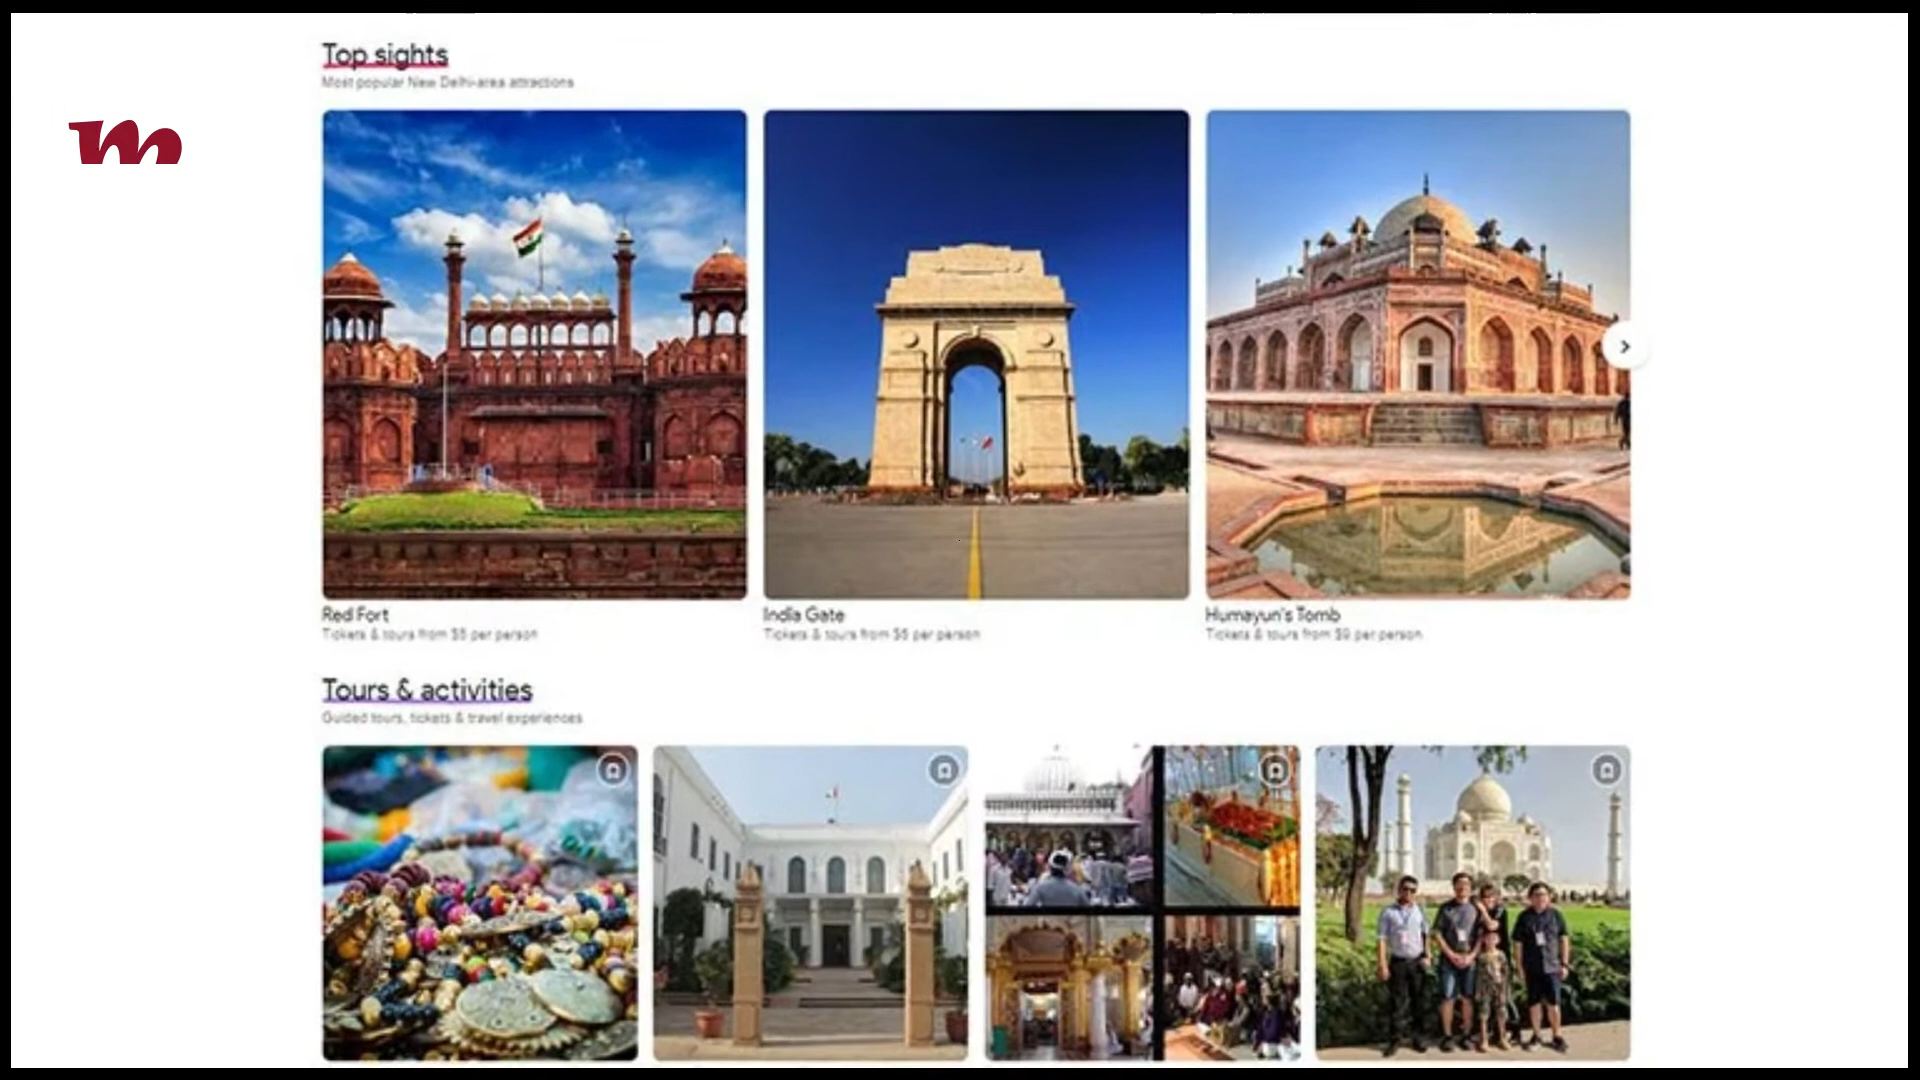 Top sights
Most popular New Delhi-area attractions
m
Red Fort
Tickets & tours from $5 per person
India Gate
Tickets & tours from $6 per person
Humayun's Tomb
Tickets & tours from $9 per person
Tours & activities
Guided tours, tickets & travel experiences